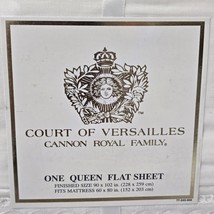 COURT OF VERSAILLES
CANNON ROYAL FAMILY®
ONE QUEEN FLAT SHEET
FINISHED SIZE 90 x 102 in. (228 x 259 cm)
FITS MATTRESS 60 x 80 in. (152 x 203 cm)